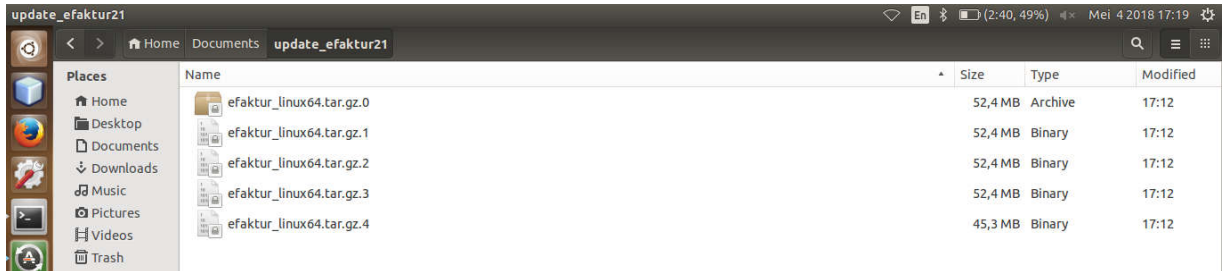 update_efaktur21 En (2:40, 49%) Mei 4 2018 17:19
Home Documents update_efaktur21
Places Name Size Type Modified
Home efaktur_linux64.tar.gz.0 52,4 MB Archive 17:12
Desktop
Documents efaktur_linux64.tar.gz.1 52,4 MB Binary 17:12
Downloads efaktur_linux64.tar.gz.2 52,4 MB Binary 17:12
Music efaktur_linux64.tar.gz.3 52,4 MB Binary 17:12
Pictures
Videos efaktur_linux64.tar.gz.4 45,3 MB Binary 17:12
Trash